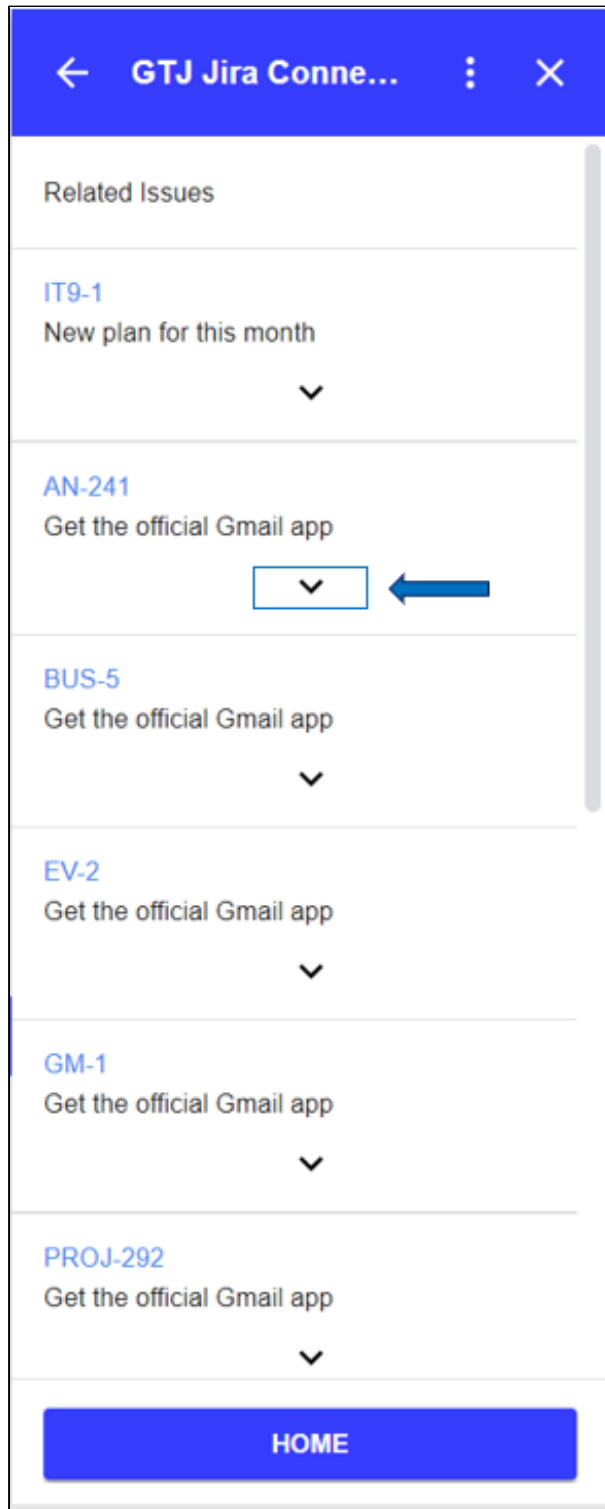 GTJ Jira Conne...
Related Issues
IT9-1
New plan for this month
AN-241
Get the official Gmail app
BUS-5
Get the official Gmail app
EV-2
Get the official Gmail app
GM-1
Get the official Gmail app
PROJ-292
Get the official Gmail app
HOME